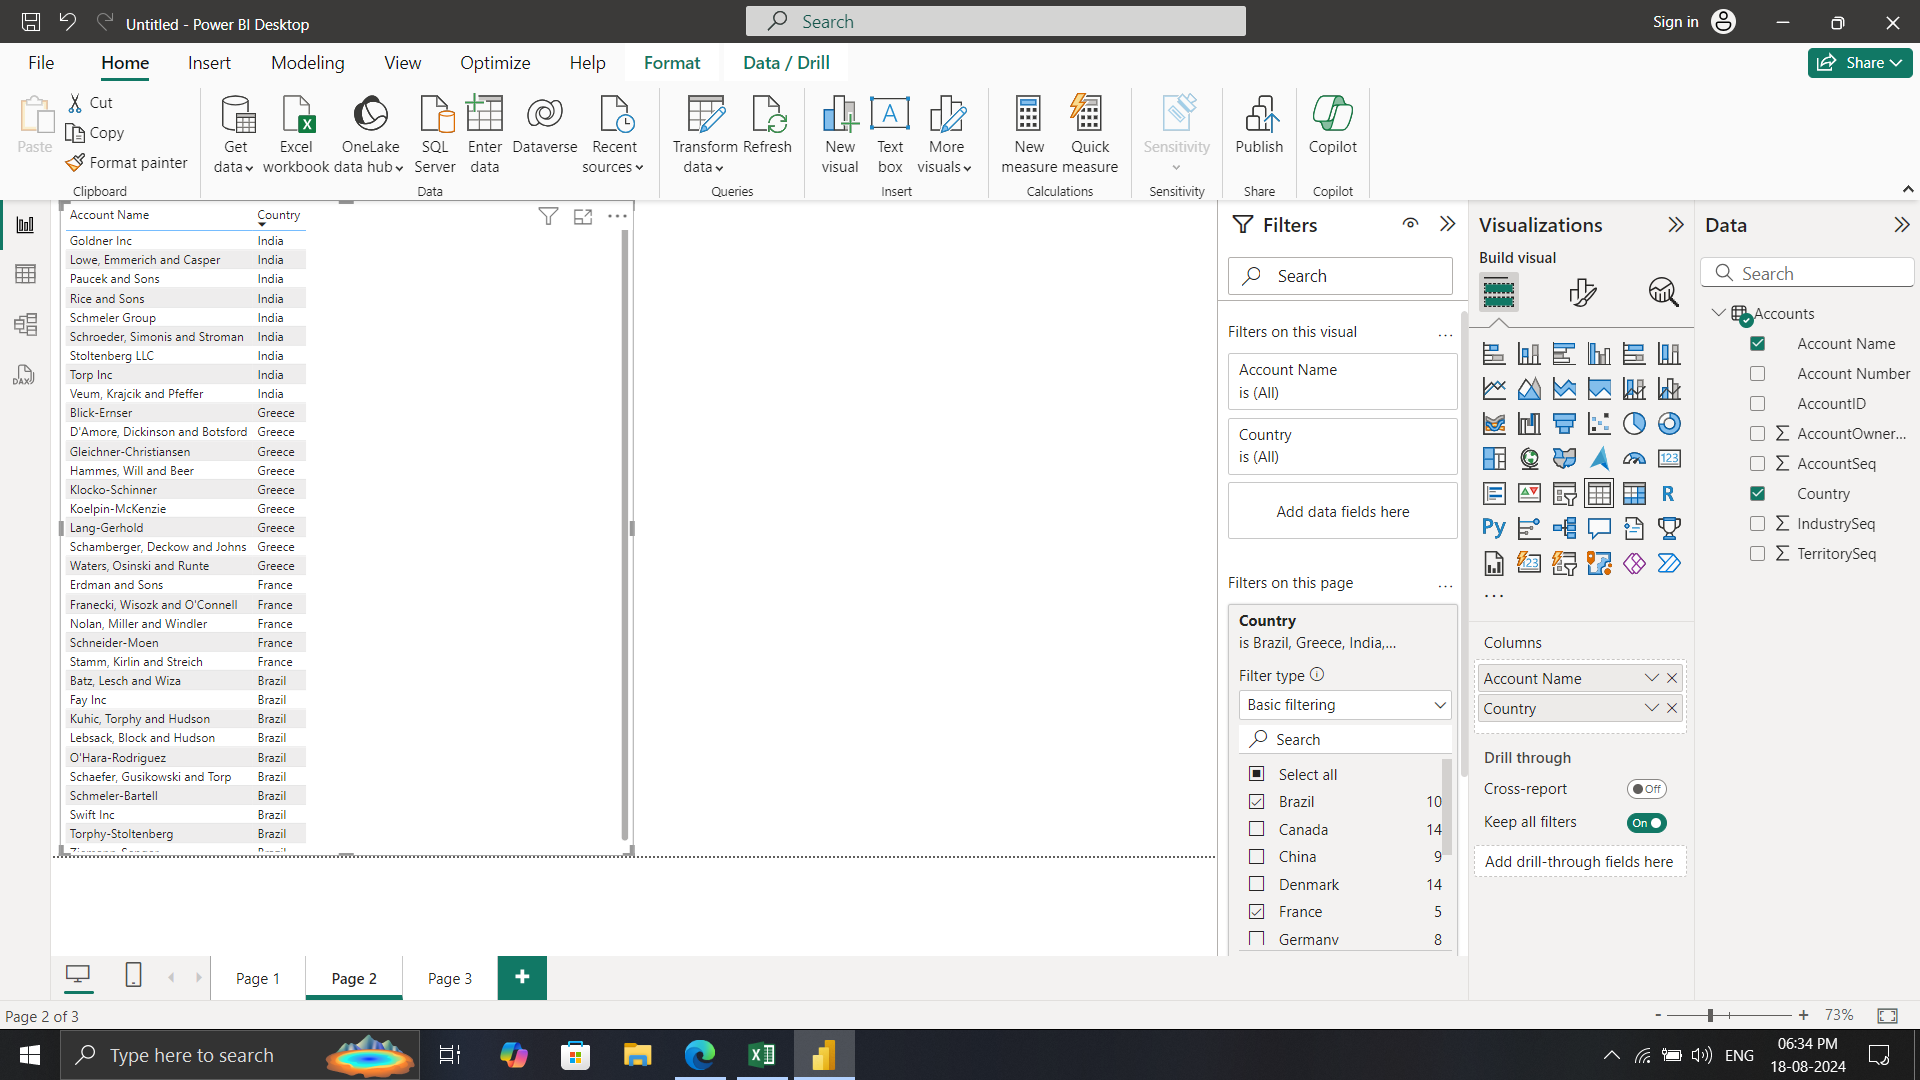 Untitled - Power BI Desktop
Search
Sign in
File Home Insert Modeling View Optimize Help Format Data / Drill
Share
Paste
Cut
Copy
Format painter
Clipboard
Get data
Excel workbook
OneLake data hub
SQL Server
Enter data
Dataverse
Recent sources
Data
Transform data
Refresh
Queries
New visual
Text box
More visuals
Insert
New measure
Quick measure
Calculations
Sensitivity
Sensitivity
Publish
Share
Copilot
Copilot
Account Name Country
Goldner Inc India
Lowe, Emmerich and Casper India
Paucek and Sons India
Rice and Sons India
Schmeler Group India
Schroeder, Simonis and Stroman India
Stoltenberg LLC India
Torp Inc India
Veum, Krajcik and Pfeffer India
Blick-Ernser Greece
D'Amore, Dickinson and Botsford Greece
Gleichner-Christiansen Greece
Hammes, Will and Beer Greece
Klocko-Schinner Greece
Koelpin-McKenzie Greece
Lang-Gerhold Greece
Schamberger, Deckow and Johns Greece
Waters, Osinski and Runte Greece
Erdman and Sons France
Franecki, Wisozk and O'Connell France
Nolan, Miller and Windler France
Schneider-Moen France
Stamm, Kirlin and Streich France
Batz, Lesch and Wiza Brazil
Fay Inc Brazil
Kuhic, Torphy and Hudson Brazil
Lebsack, Block and Hudson Brazil
O'Hara-Rodriguez Brazil
Schaefer, Gusikowski and Torp Brazil
Schmeler-Bartell Brazil
Swift Inc Brazil
Torphy-Stoltenberg Brazil
Filters
Search
Filters on this visual
Account Name
is (All)
Country
is (All)
Add data fields here
Filters on this page
Country
is Brazil, Greece, India,...
Filter type
Basic filtering
Search
Select all
Brazil 10
Canada 14
China 9
Denmark 14
France 5
Germany 8
Visualizations
Build visual
123
R
Py
123
Columns
Account Name
Country
Drill through
Cross-report Off
Keep all filters On
Add drill-through fields here
Data
Search
Accounts
Account Name
Account Number
AccountID
AccountOwner...
AccountSeq
Country
IndustrySeq
TerritorySeq
DAX
Page 1 Page 2 Page 3
Page 2 of 3
73%
Type here to search
ENG
06:34 PM
18-08-2024